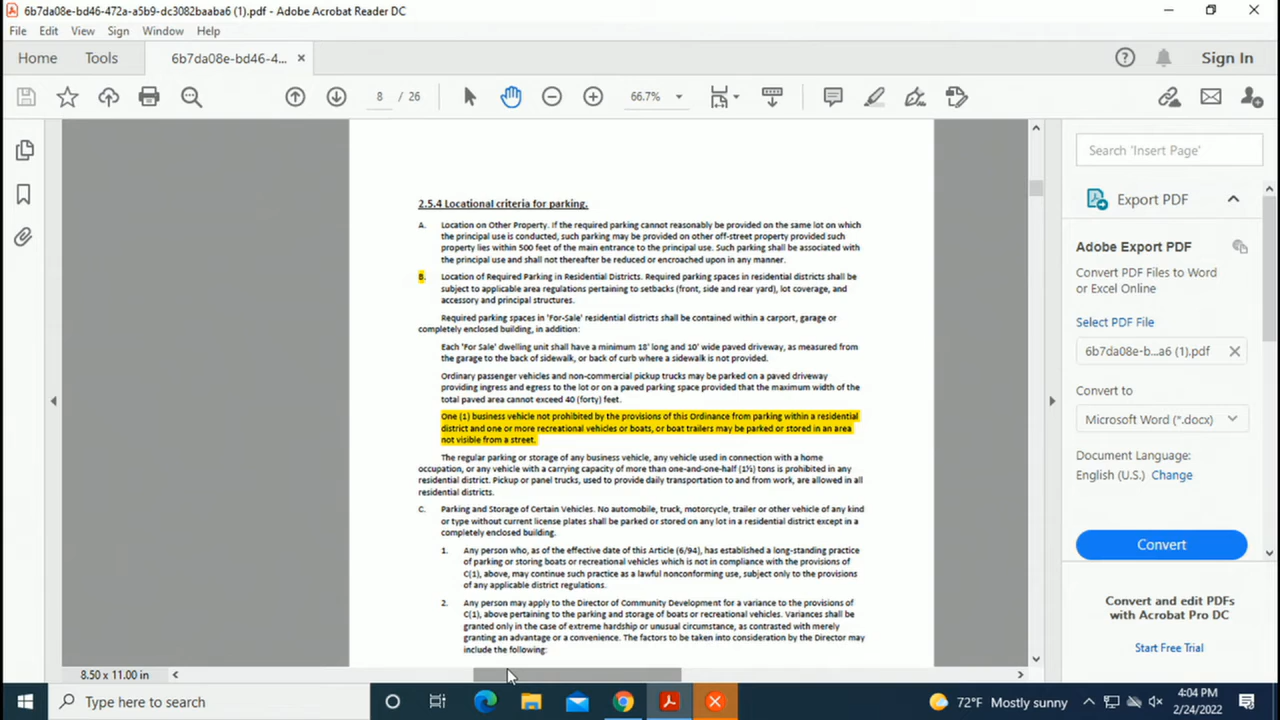 6b7da08e-bd46-472a-a5b9-dc3082baaba6 (1).pdf - Adobe Acrobat Reader DC
File Edit View Sign Window Help
Home Tools 6b7da08e-bd46-4... × Sign In
8 / 26 66.7%
Search 'Insert Page'
Export PDF
Adobe Export PDF
Convert PDF Files to Word
or Excel Online
Select PDF File
6b7da08e-b...a6 (1).pdf
Convert to
Microsoft Word (*.docx)
Document Language:
English (U.S.) Change
Convert
Convert and edit PDFs
with Acrobat Pro DC
Start Free Trial
2.5.4 Locational criteria for parking.
A. Location on Other Property. If the required parking cannot reasonably be provided on the same lot on which
the principal use is conducted, such parking may be provided on other off-street property provided such
property lies within 500 feet of the main entrance to the principal use. Such parking shall be associated with
the principal use and shall not thereafter be reduced or encroached upon in any manner.
B. Location of Required Parking in Residential Districts. Required parking spaces in residential districts shall be
subject to applicable area regulations pertaining to setbacks (front, side and rear yard), lot coverage, and
accessory and principal structures.
Required parking spaces in 'For-Sale' residential districts shall be contained within a carport, garage or
completely enclosed building, in addition:
Each 'For Sale' dwelling unit shall have a minimum 18' long and 10' wide paved driveway, as measured from
the garage to the back of sidewalk, or back of curb where a sidewalk is not provided.
Ordinary passenger vehicles and non-commercial pickup trucks may be parked on a paved driveway
providing ingress and egress to the lot or on a paved parking space provided that the maximum width of the
total paved area cannot exceed 40 (forty) feet.
One (1) business vehicle not prohibited by the provisions of this Ordinance from parking within a residential
district and one or more recreational vehicles or boats, or boat trailers may be parked or stored in an area
not visible from a street.
The regular parking or storage of any business vehicle, any vehicle used in connection with a home
occupation, or any vehicle with a carrying capacity of more than one-and-one-half (1½) tons is prohibited in any
residential district. Pickup or panel trucks, used to provide daily transportation to and from work, are allowed in all
residential districts.
C. Parking and Storage of Certain Vehicles. No automobile, truck, motorcycle, trailer or other vehicle of any kind
or type without current license plates shall be parked or stored on any lot in a residential district except in a
completely enclosed building.
1. Any person who, as of the effective date of this Article (6/94), has established a long-standing practice
of parking or storing boats or recreational vehicles which is not in compliance with the provisions of
C(1), above, may continue such practice as a lawful nonconforming use, subject only to the provisions
of any applicable district regulations.
2. Any person may apply to the Director of Community Development for a variance to the provisions of
C(1), above pertaining to the parking and storage of boats or recreational vehicles. Variances shall be
granted only in the case of extreme hardship or unusual circumstance, as contrasted with merely
granting an advantage or a convenience. The factors to be taken into consideration by the Director may
include the following:
8.50 x 11.00 in
Type here to search
72°F Mostly sunny
4:04 PM
2/24/2022